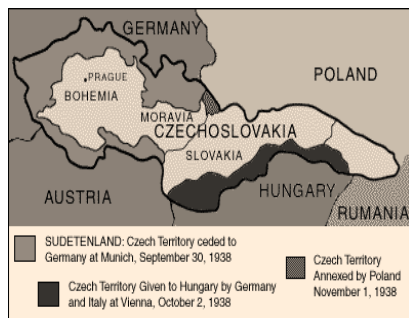 GERMANY
POLAND
PRAGUE
BOHEMIA
MORAVIA
CZECHOSLOVAKIA
SLOVAKIA
AUSTRIA
HUNGARY
RUMANIA
SUDETENLAND: Czech Territory ceded to
Germany at Munich, September 30, 1938
Czech Territory Given to Hungary by Germany
and Italy at Vienna, October 2, 1938
Czech Territory
Annexed by Poland
November 1, 1938